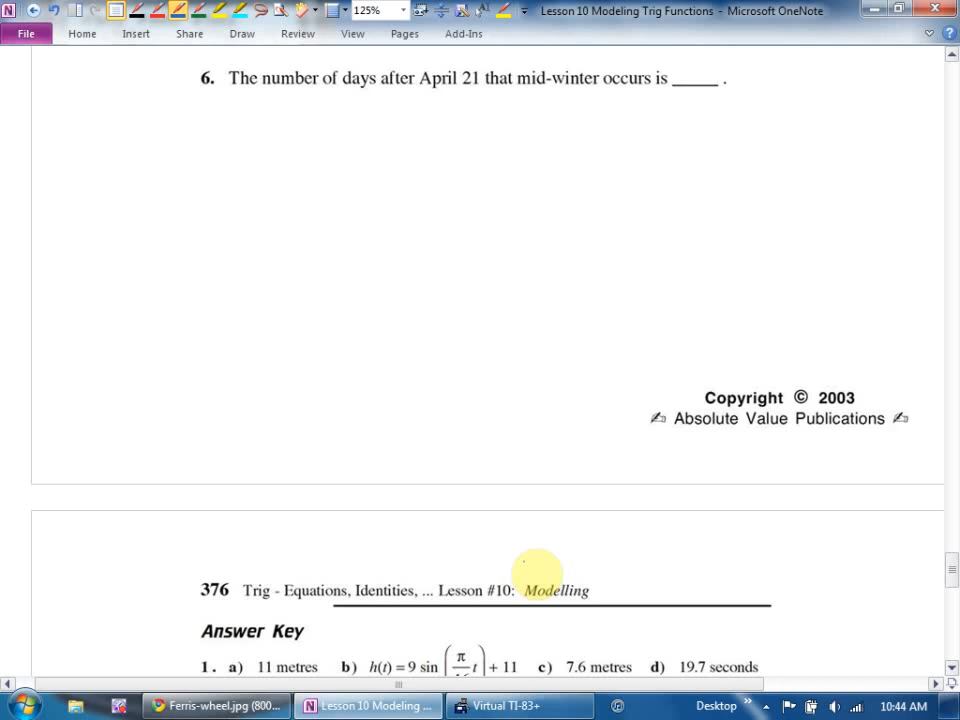 125% Lesson 10 Modeling Trig Functions - Microsoft OneNote
File Home Insert Share Draw Review View Pages Add-Ins
6. The number of days after April 21 that mid-winter occurs is _____ .
Copyright © 2003
✍ Absolute Value Publications ✍
376 Trig - Equations, Identities, ... Lesson #10: Modelling
Answer Key
1. a) 11 metres b) h(t) = 9 sin (π/ t) + 11 c) 7.6 metres d) 19.7 seconds
Ferris-wheel.jpg (800... Lesson 10 Modeling ... Virtual TI-83+ Desktop » 10:44 AM